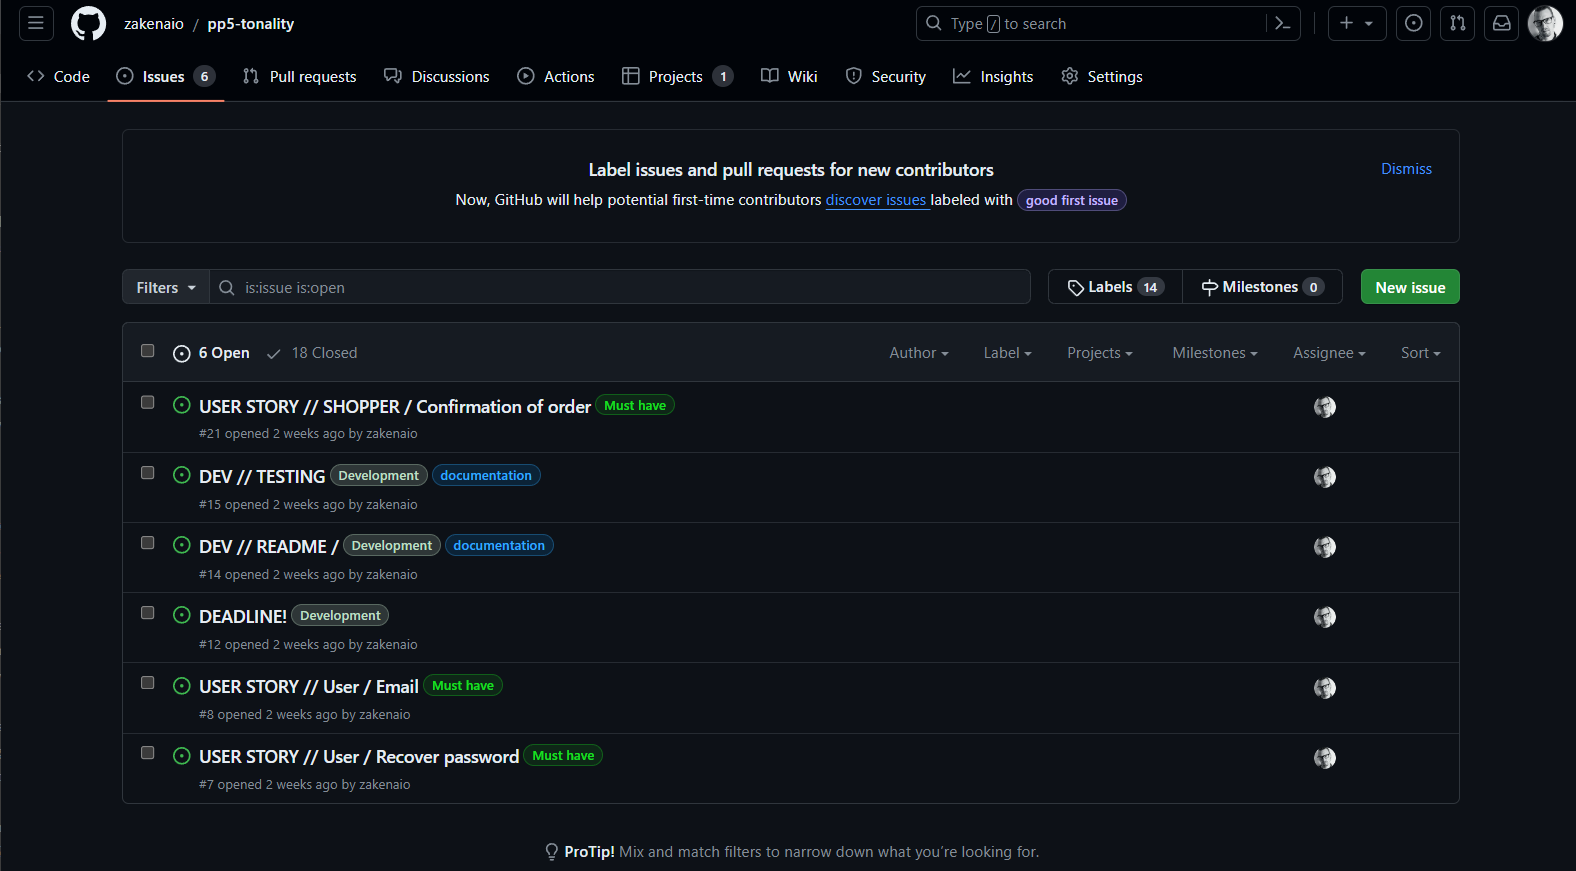 zakenaio / pp5-tonality
Type / to search
Code Issues 6 Pull requests Discussions Actions Projects 1 Wiki Security Insights Settings
Label issues and pull requests for new contributors
Dismiss
Now, GitHub will help potential first-time contributors discover issues labeled with good first issue
Filters is:issue is:open Labels 14 Milestones 0 New issue
6 Open 18 Closed Author Label Projects Milestones Assignee Sort
USER STORY // SHOPPER / Confirmation of order Must have
#21 opened 2 weeks ago by zakenaio
DEV // TESTING Development documentation
#15 opened 2 weeks ago by zakenaio
DEV // README / Development documentation
#14 opened 2 weeks ago by zakenaio
DEADLINE! Development
#12 opened 2 weeks ago by zakenaio
USER STORY // User / Email Must have
#8 opened 2 weeks ago by zakenaio
USER STORY // User / Recover password Must have
#7 opened 2 weeks ago by zakenaio
ProTip! Mix and match filters to narrow down what you’re looking for.